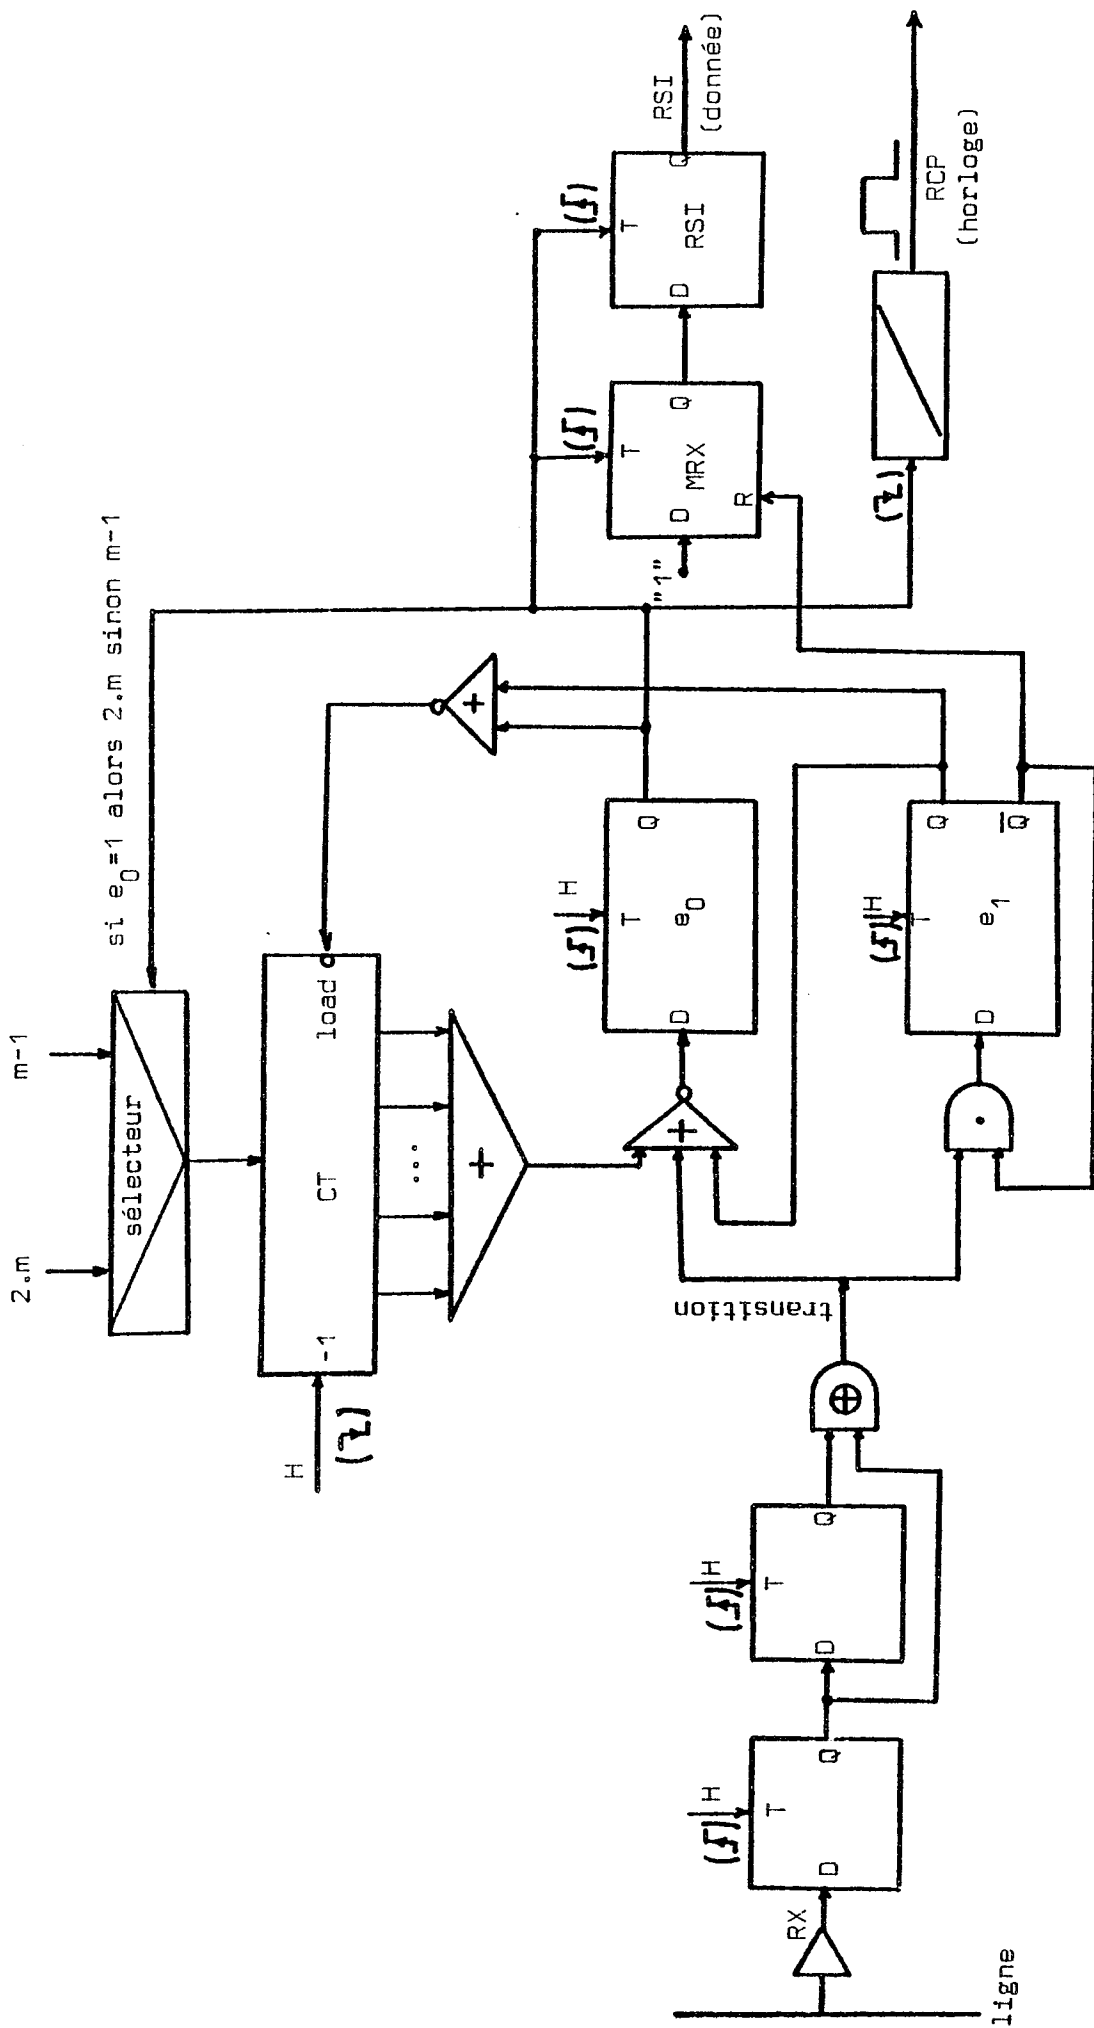 2.m
m-1
si e0=1 alors 2.m sinon m-1
sélecteur
H
-1
CT
load
...
+
+
+
transition
⊕
.
ligne
RX
D
T
Q
H
D
T
Q
H
D
T
Q
H
e0
D
T
Q
Q̅
H
e1
"1"
D
T
Q
R
MRX
D
T
Q
RSI
RSI
(donnée)
RCP
(horloge)